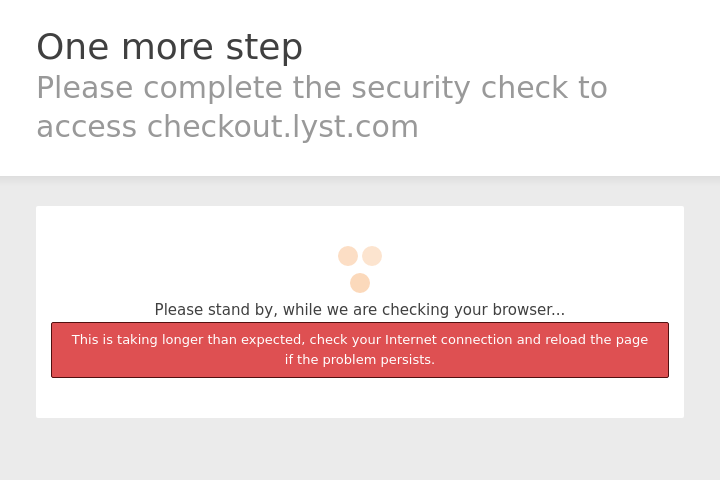 One more step
Please complete the security check to
access checkout.lyst.com
Please stand by, while we are checking your browser...
This is taking longer than expected, check your Internet connection and reload the page
if the problem persists.